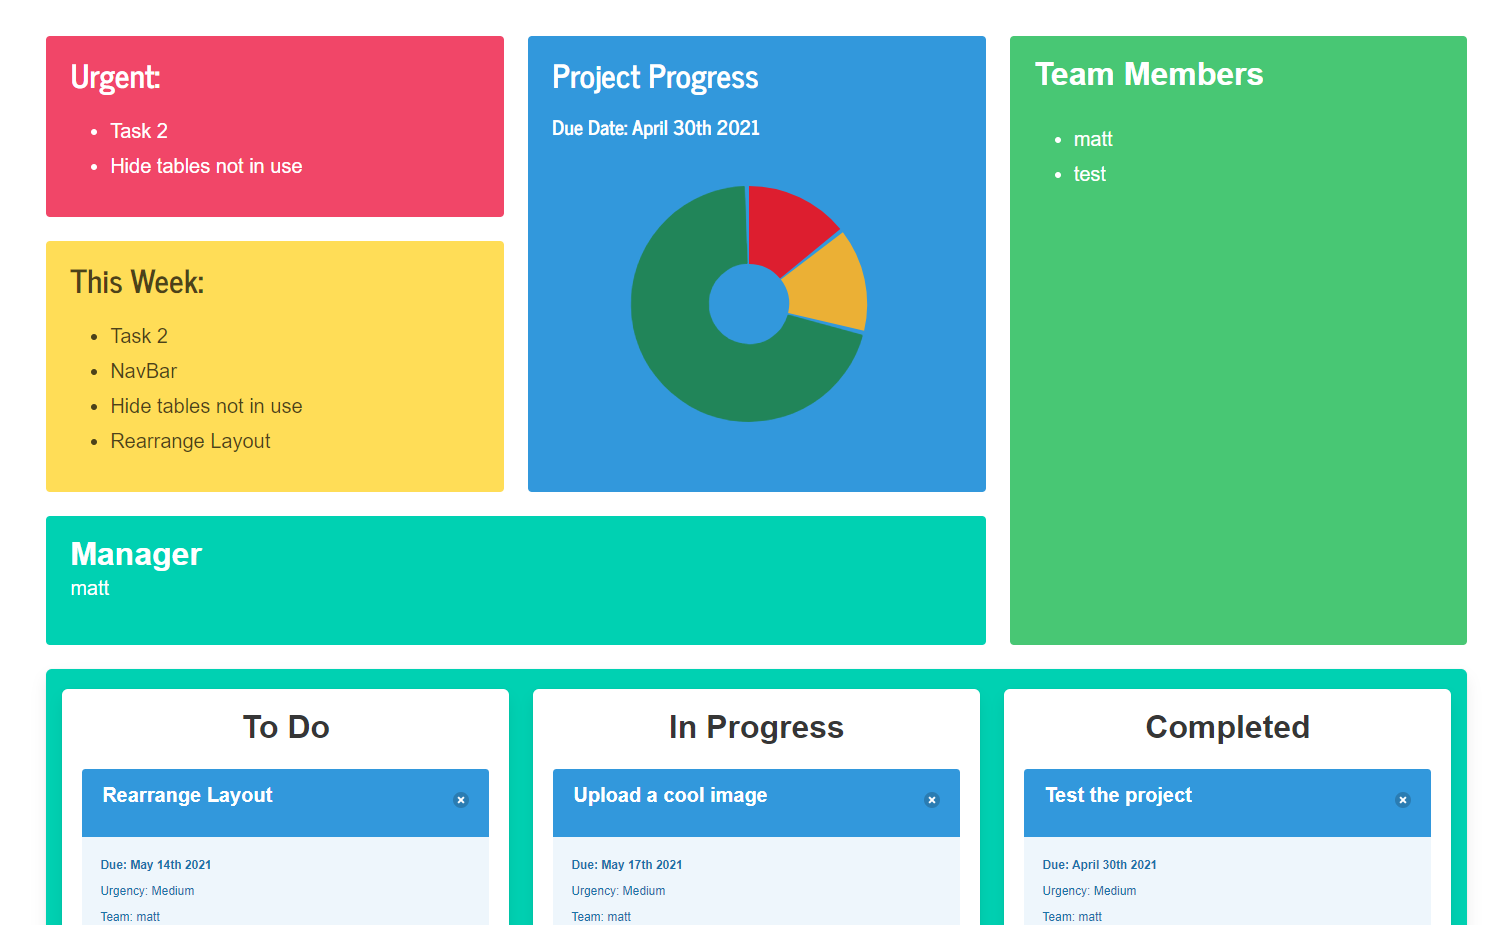 Urgent:
Task 2
Hide tables not in use
This Week:
Task 2
NavBar
Hide tables not in use
Rearrange Layout
Project Progress
Due Date: April 30th 2021
Team Members
matt
test
Manager
matt
To Do
Rearrange Layout
Due: May 14th 2021
Urgency: Medium
Team: matt
In Progress
Upload a cool image
Due: May 17th 2021
Urgency: Medium
Team: matt
Completed
Test the project
Due: April 30th 2021
Urgency: Medium
Team: matt